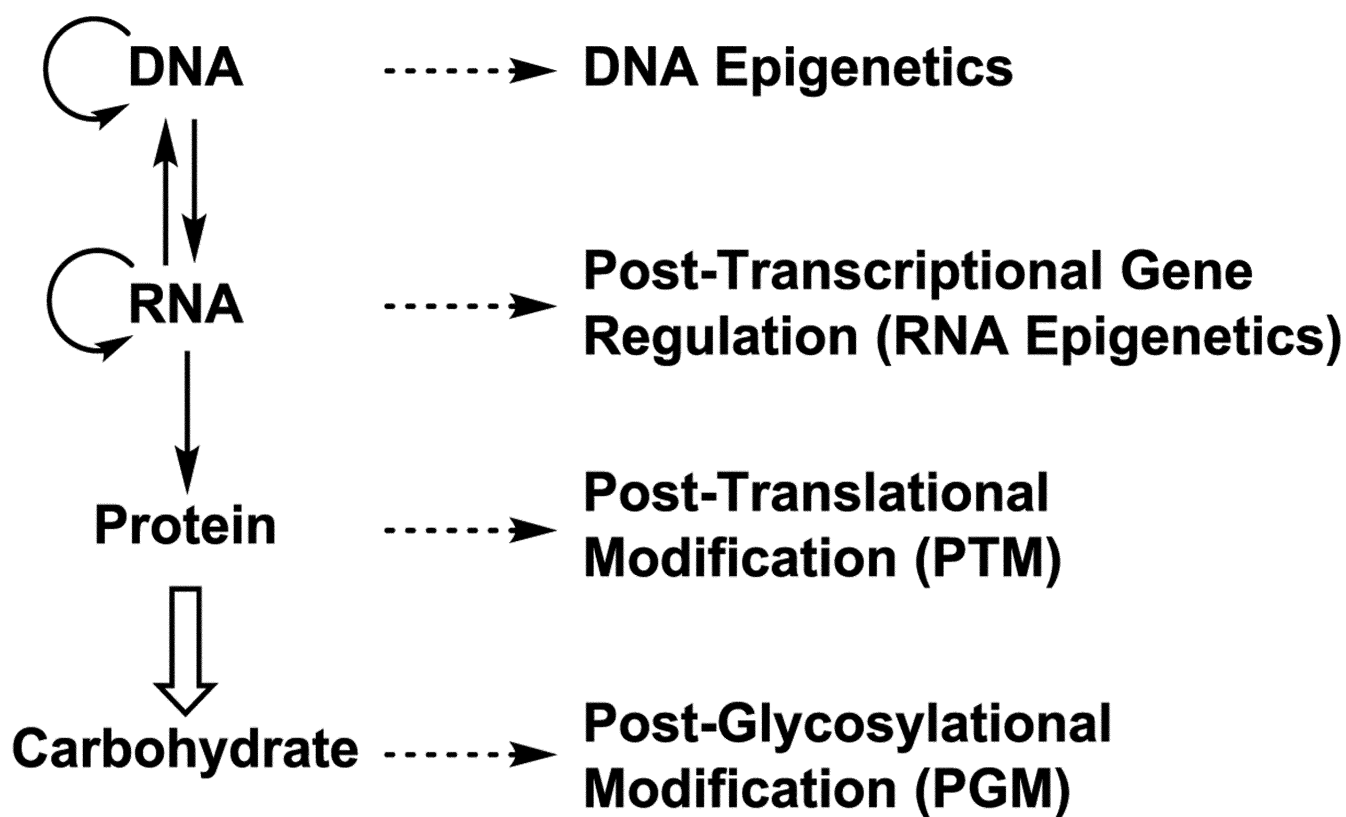 DNA
DNA Epigenetics
RNA
Post-Transcriptional Gene
Regulation (RNA Epigenetics)
Protein
Post-Translational
Modification (PTM)
Carbohydrate
Post-Glycosylational
Modification (PGM)